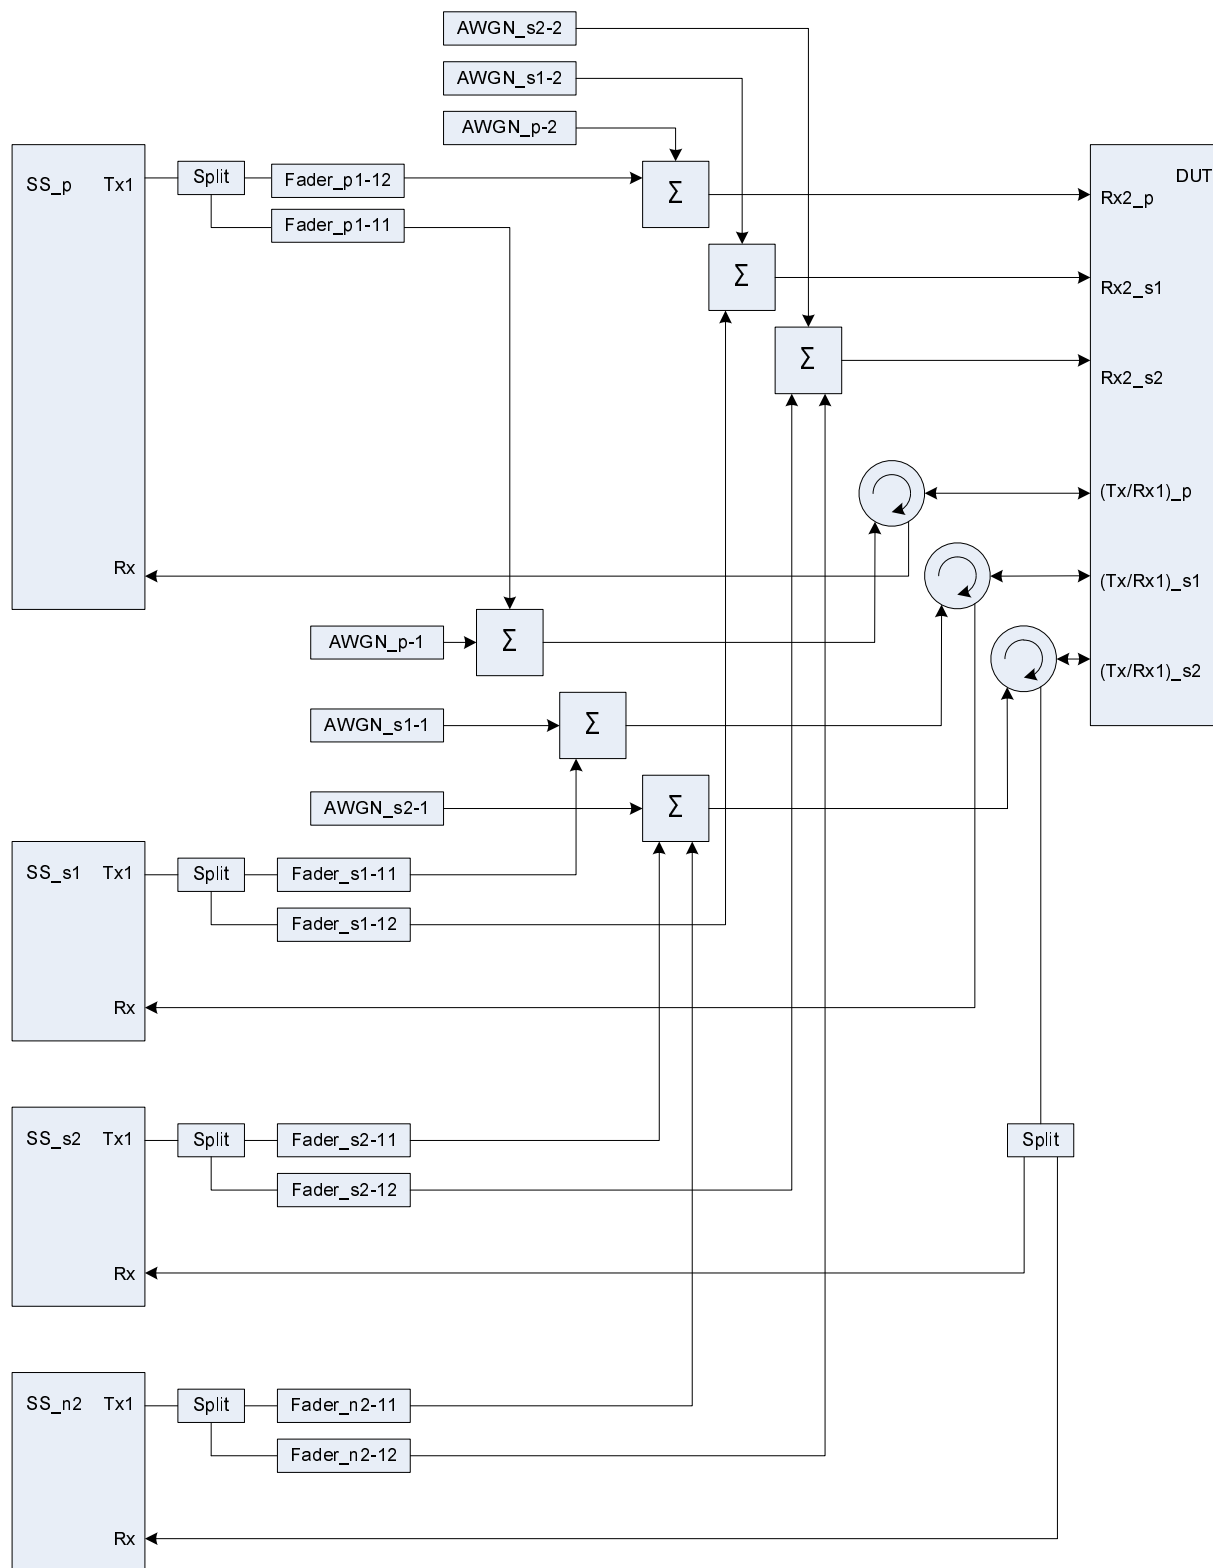 AWGN_s2-2
AWGN_s1-2
AWGN_p-2
SS_p Tx1
Split
Fader_p1-12
Fader_p1-11
Σ
DUT
Rx2_p
Σ
Rx2_s1
Σ
Rx2_s2
(Tx/Rx1)_p
Rx
(Tx/Rx1)_s1
AWGN_p-1
Σ
(Tx/Rx1)_s2
AWGN_s1-1
Σ
AWGN_s2-1
Σ
SS_s1 Tx1
Split
Fader_s1-11
Fader_s1-12
Rx
SS_s2 Tx1
Split
Fader_s2-11
Split
Fader_s2-12
Rx
SS_n2 Tx1
Split
Fader_n2-11
Fader_n2-12
Rx